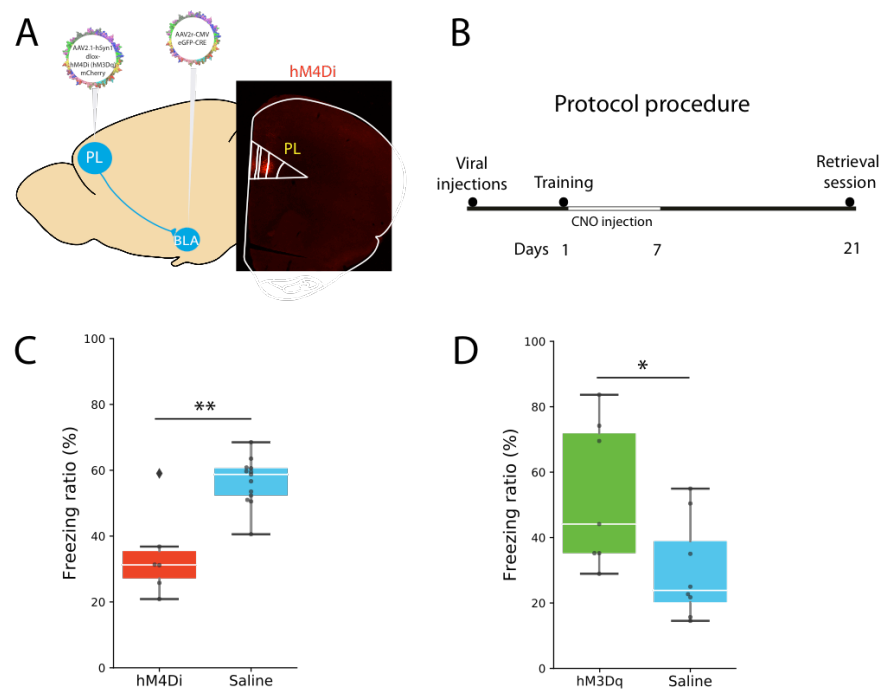 A
AAV2.1-hSyn1
dlox-
hM4Di (hM3Dq)
mCherry
AAV2r-CMV
eGFP-CRE
hM4Di
PL
PL
BLA
B
Protocol procedure
Viral
injections
Training
Retrieval
session
CNO injection
Days 1 7 21
C
100
80
60
40
20
0
Freezing ratio (%)
**
hM4Di Saline
D
100
80
60
40
20
0
Freezing ratio (%)
*
hM3Dq Saline